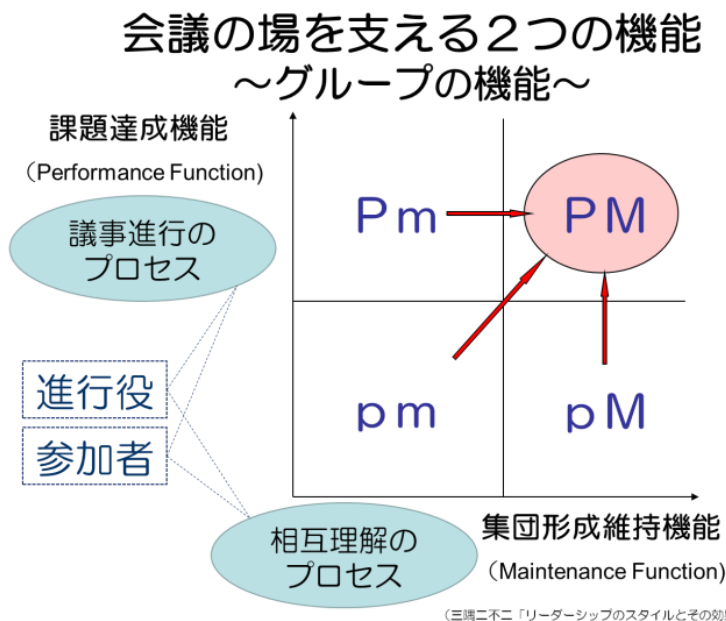 会議の場を支える２つの機能
～グループの機能～
課題達成機能
（Performance Function)
議事進行の
プロセス
進行役
参加者
Ｐｍ
ＰＭ
ｐｍ
ｐＭ
相互理解の
プロセス
集団形成維持機能
（Maintenance Function)
（三隅二不二「リーダーシップのスタイルとその効